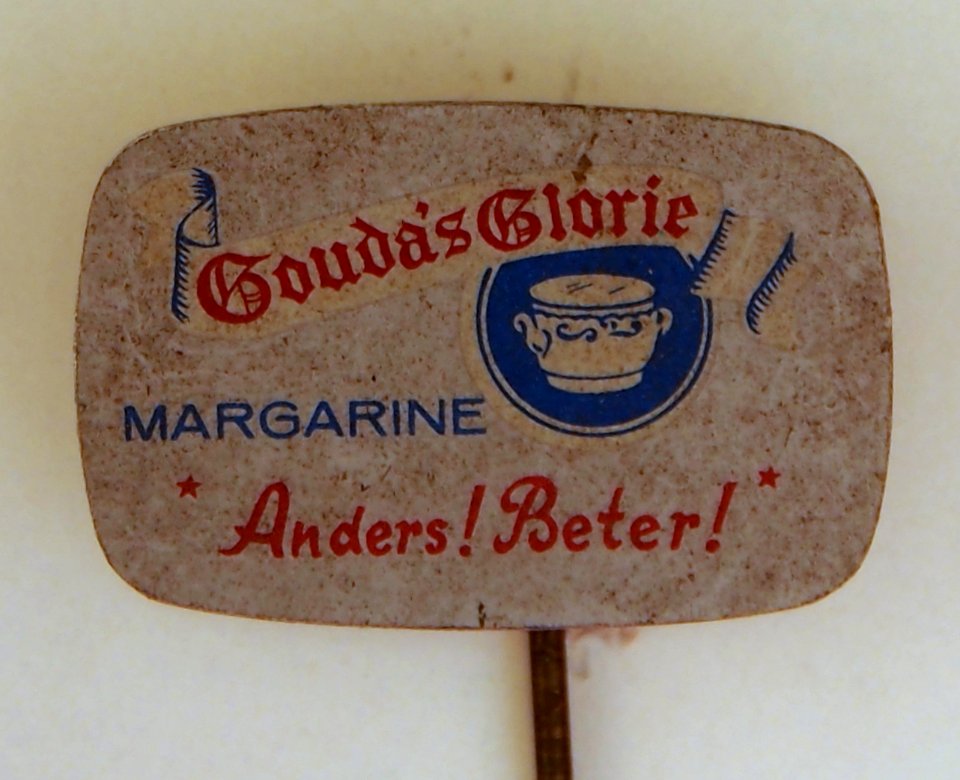 Gouda's Glorie
MARGARINE
* Anders! Beter! *